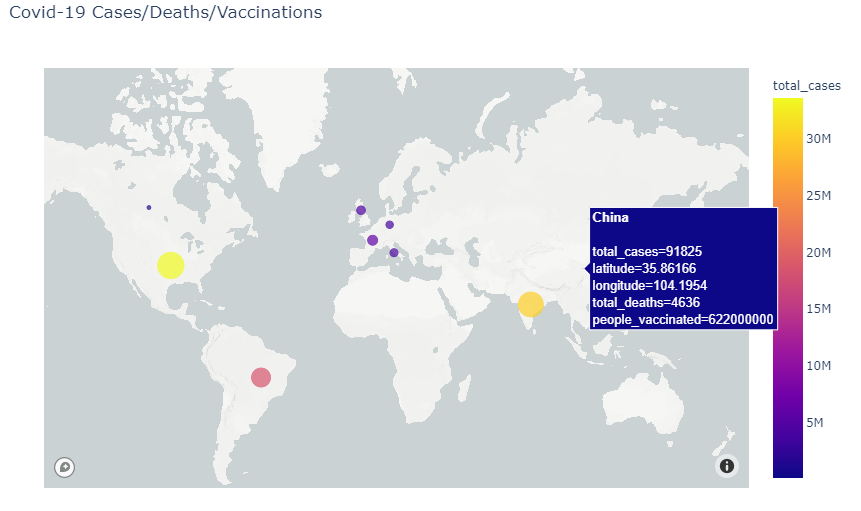 Covid-19 Cases/Deaths/Vaccinations
total_cases
30M
25M
20M
15M
10M
5M
China
total_cases=91825
latitude=35.86166
longitude=104.1954
total_deaths=4636
people_vaccinated=622000000